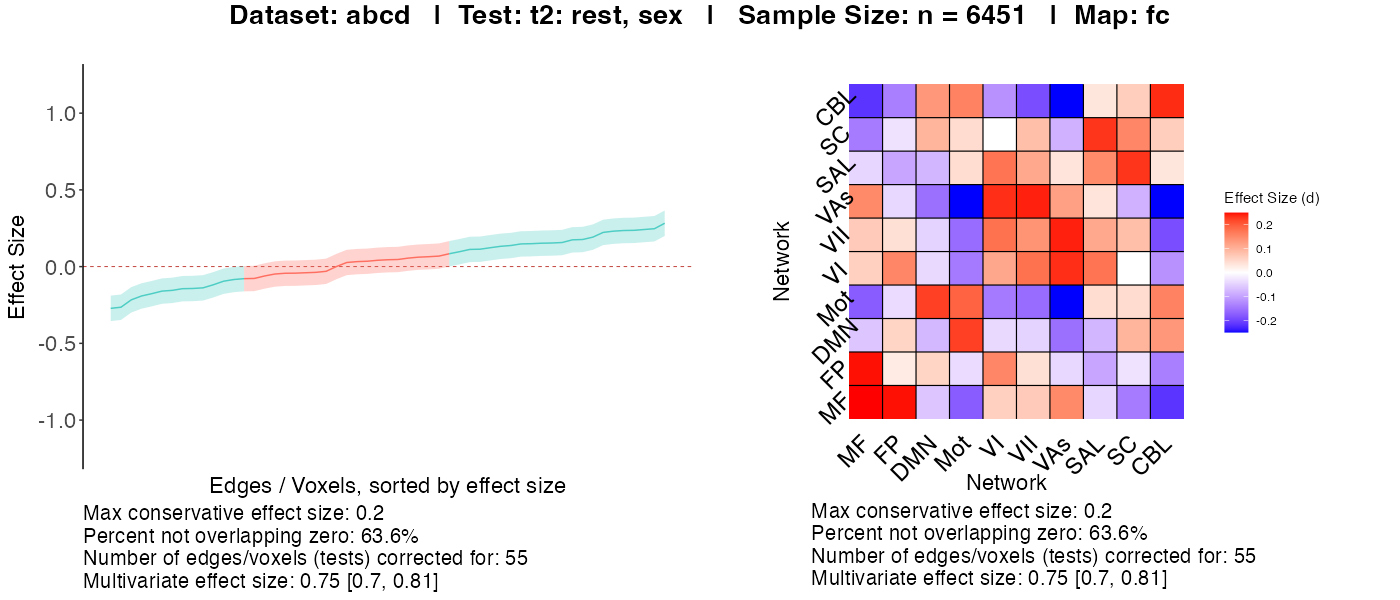 Dataset: abcd | Test: t2: rest, sex | Sample Size: n = 6451 | Map: fc
1.0
0.5
0.0
-0.5
-1.0
Effect Size
Edges / Voxels, sorted by effect size
Max conservative effect size: 0.2
Percent not overlapping zero: 63.6%
Number of edges/voxels (tests) corrected for: 55
Multivariate effect size: 0.75 [0.7, 0.81]
Network
CBL
SC
SAL
VAs
VII
VI
Mot
DMN
FP
MF
MF FP DMN Mot VI VII VAs SAL SC CBL
Network
Effect Size (d)
0.2
0.1
0.0
-0.1
-0.2
Max conservative effect size: 0.2
Percent not overlapping zero: 63.6%
Number of edges/voxels (tests) corrected for: 55
Multivariate effect size: 0.75 [0.7, 0.81]